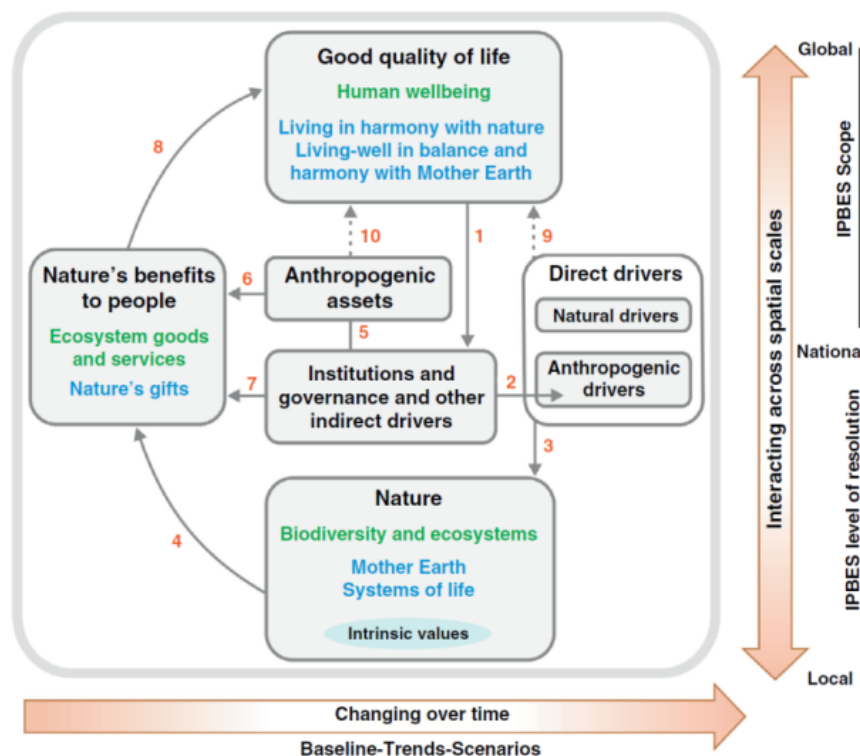 Good quality of life
Human wellbeing
Living in harmony with nature
Living-well in balance and
harmony with Mother Earth
8
10
1
9
Nature's benefits
to people
Ecosystem goods
and services
Nature's gifts
6
Anthropogenic
assets
5
7
Institutions and
governance and other
indirect drivers
2
Direct drivers
Natural drivers
Anthropogenic
drivers
3
4
Nature
Biodiversity and ecosystems
Mother Earth
Systems of life
Intrinsic values
Interacting across spatial scales
Global
IPBES Scope
National
IPBES level of resolution
Local
Changing over time
Baseline-Trends-Scenarios